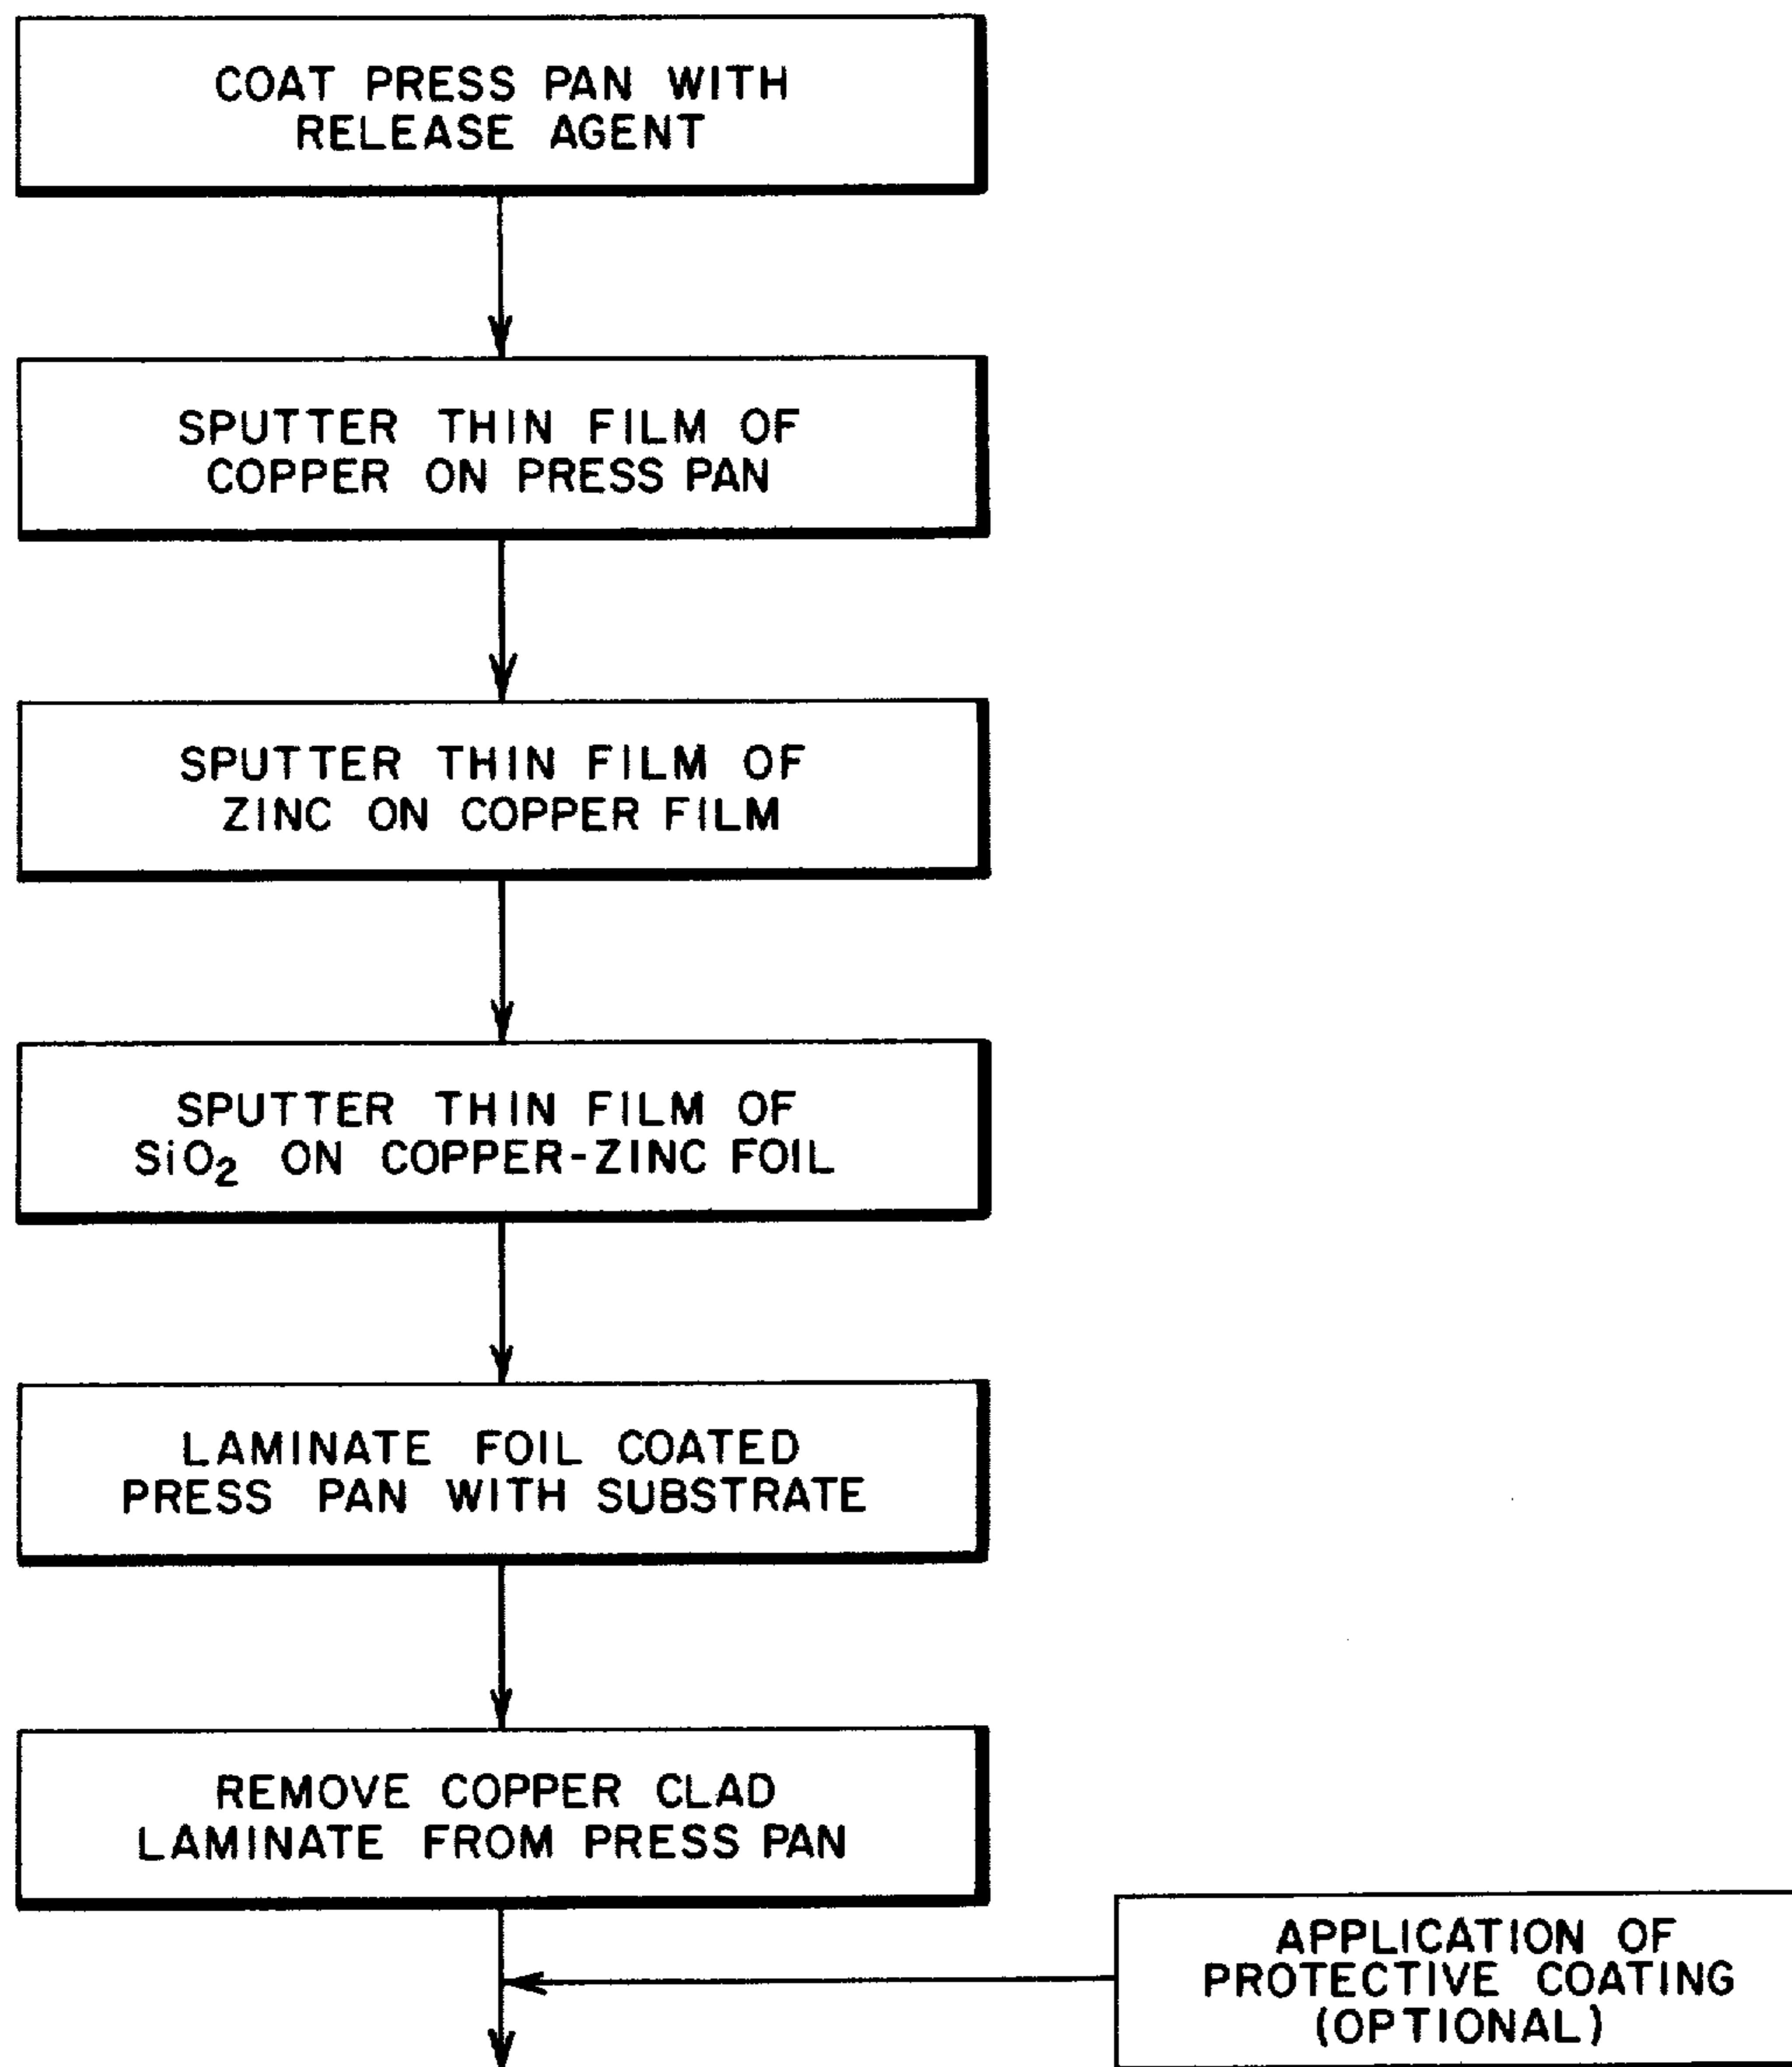 COAT PRESS PAN WITH
RELEASE AGENT
SPUTTER THIN FILM OF
COPPER ON PRESS PAN
SPUTTER THIN FILM OF
ZINC ON COPPER FILM
SPUTTER THIN FILM OF
SiO₂ ON COPPER-ZINC FOIL
LAMINATE FOIL COATED
PRESS PAN WITH SUBSTRATE
REMOVE COPPER CLAD
LAMINATE FROM PRESS PAN
APPLICATION OF
PROTECTIVE COATING
(OPTIONAL)